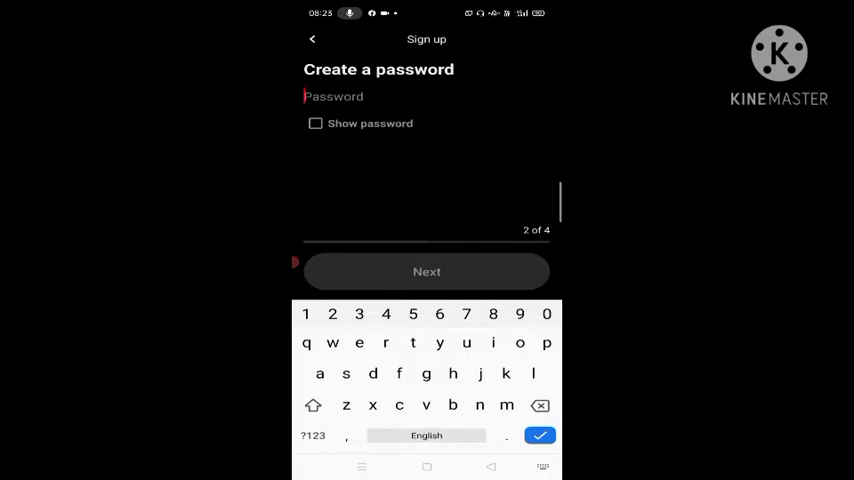 08:23
Sign up
Create a password
Password
Show password
2 of 4
Next
1 2 3 4 5 6 7 8 9 0
q w e r t y u i o p
a s d f g h j k l
z x c v b n m
?123 , English .
K
KINEMASTER